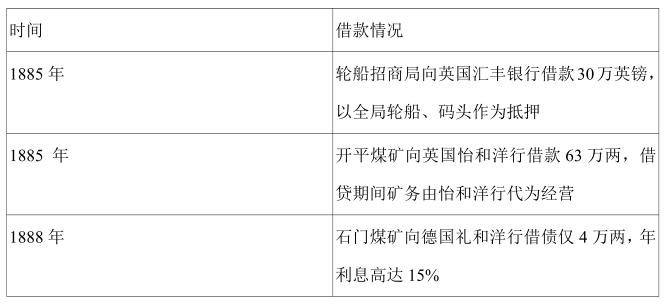 时间
借款情况
1885 年
轮船招商局向英国汇丰银行借款 30 万英镑，
以全局轮船、码头作为抵押
1885 年
开平煤矿向英国怡和洋行借款 63 万两，借
贷期间矿务由怡和洋行代为经营
1888 年
石门煤矿向德国礼和洋行借债仅 4 万两，年
利息高达 15%